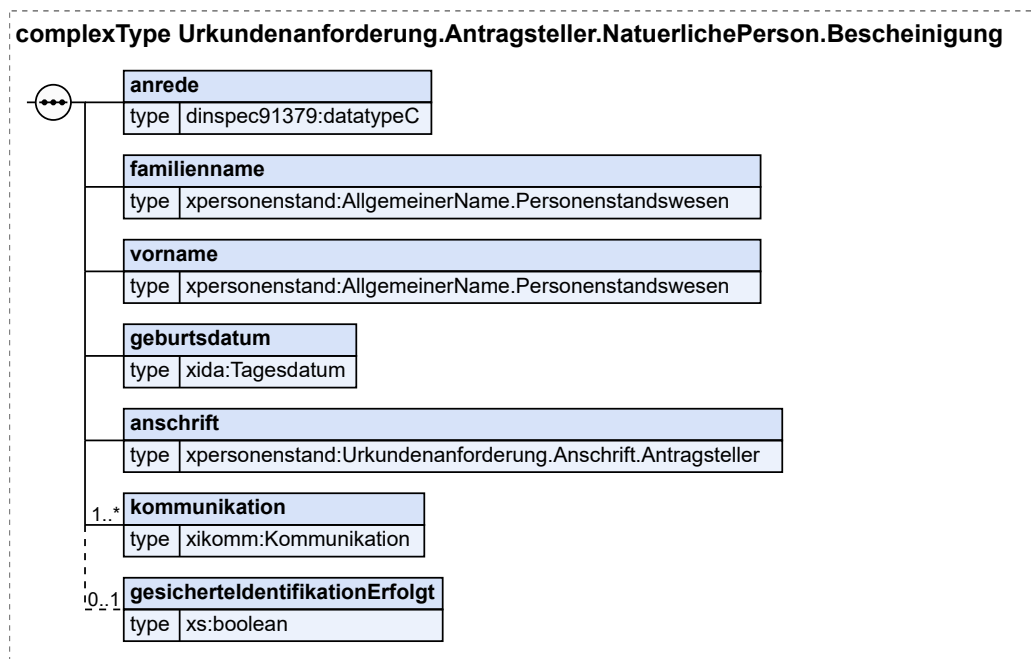 complexType Urkundenanforderung.Antragsteller.NatuerlichePerson.Bescheinigung
anrede
type dinspec91379:datatypeC
familienname
type xpersonenstand:AllgemeinerName.Personenstandswesen
vorname
type xpersonenstand:AllgemeinerName.Personenstandswesen
geburtsdatum
type xida:Tagesdatum
anschrift
type xpersonenstand:Urkundenanforderung.Anschrift.Antragsteller
1..* kommunikation
type xikomm:Kommunikation
0..1 gesicherteIdentifikationErfolgt
type xs:boolean